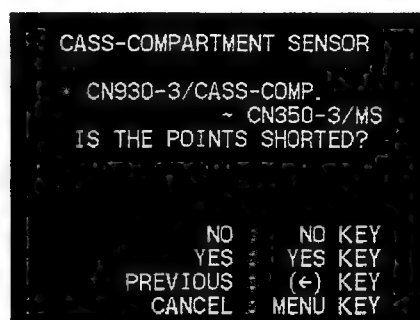 CASS-COMPARTMENT SENSOR
* CN930-3/CASS-COMP.
~ CN350-3/MS
IS THE POINTS SHORTED?
NO : NO KEY
YES : YES KEY
PREVIOUS : (←) KEY
CANCEL : MENU KEY